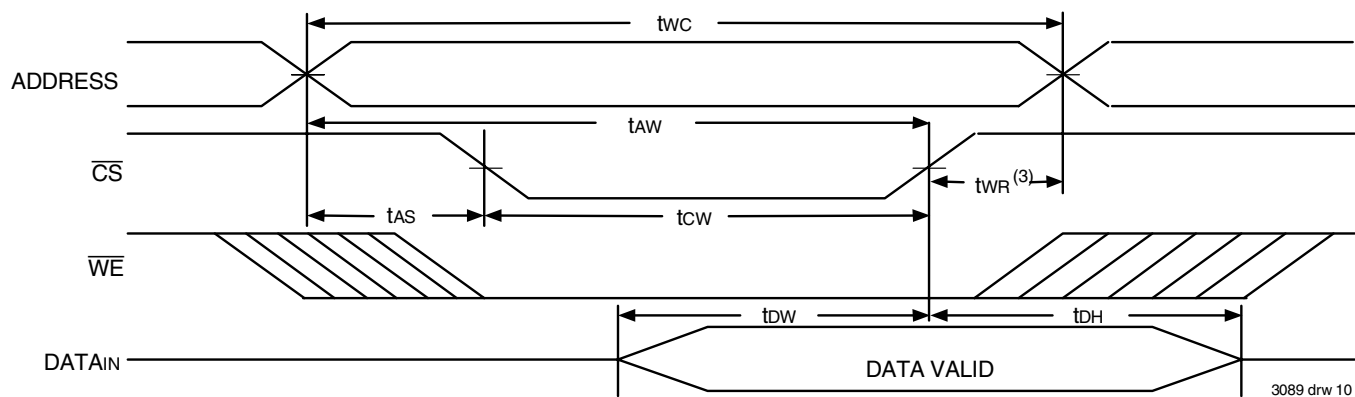 tWC
ADDRESS
tAW
CS
tWR (3)
tAS
tCW
WE
tDW
tDH
DATAIN
DATA VALID
3089 drw 10